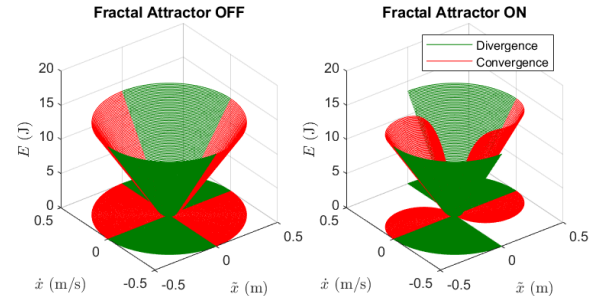 Fractal Attractor OFF
20
15
10
5
0
E (J)
0.5
0
-0.5
ẋ (m/s)
-0.5
0
0.5
x̃ (m)
Fractal Attractor ON
Divergence
Convergence
20
15
10
5
0
E (J)
0.5
0
-0.5
ẋ (m/s)
-0.5
0
0.5
x̃ (m)